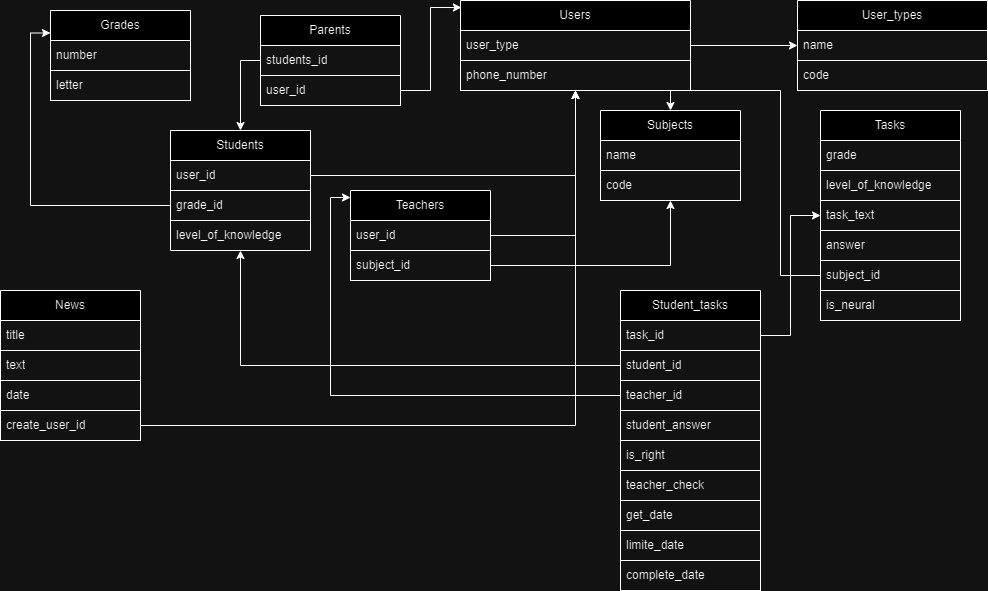 Grades
number
letter
Parents
students_id
user_id
Users
user_type
phone_number
User_types
name
code
Students
user_id
grade_id
level_of_knowledge
Teachers
user_id
subject_id
Subjects
name
code
Tasks
grade
level_of_knowledge
task_text
answer
subject_id
is_neural
News
title
text
date
create_user_id
Student_tasks
task_id
student_id
teacher_id
student_answer
is_right
teacher_check
get_date
limite_date
complete_date